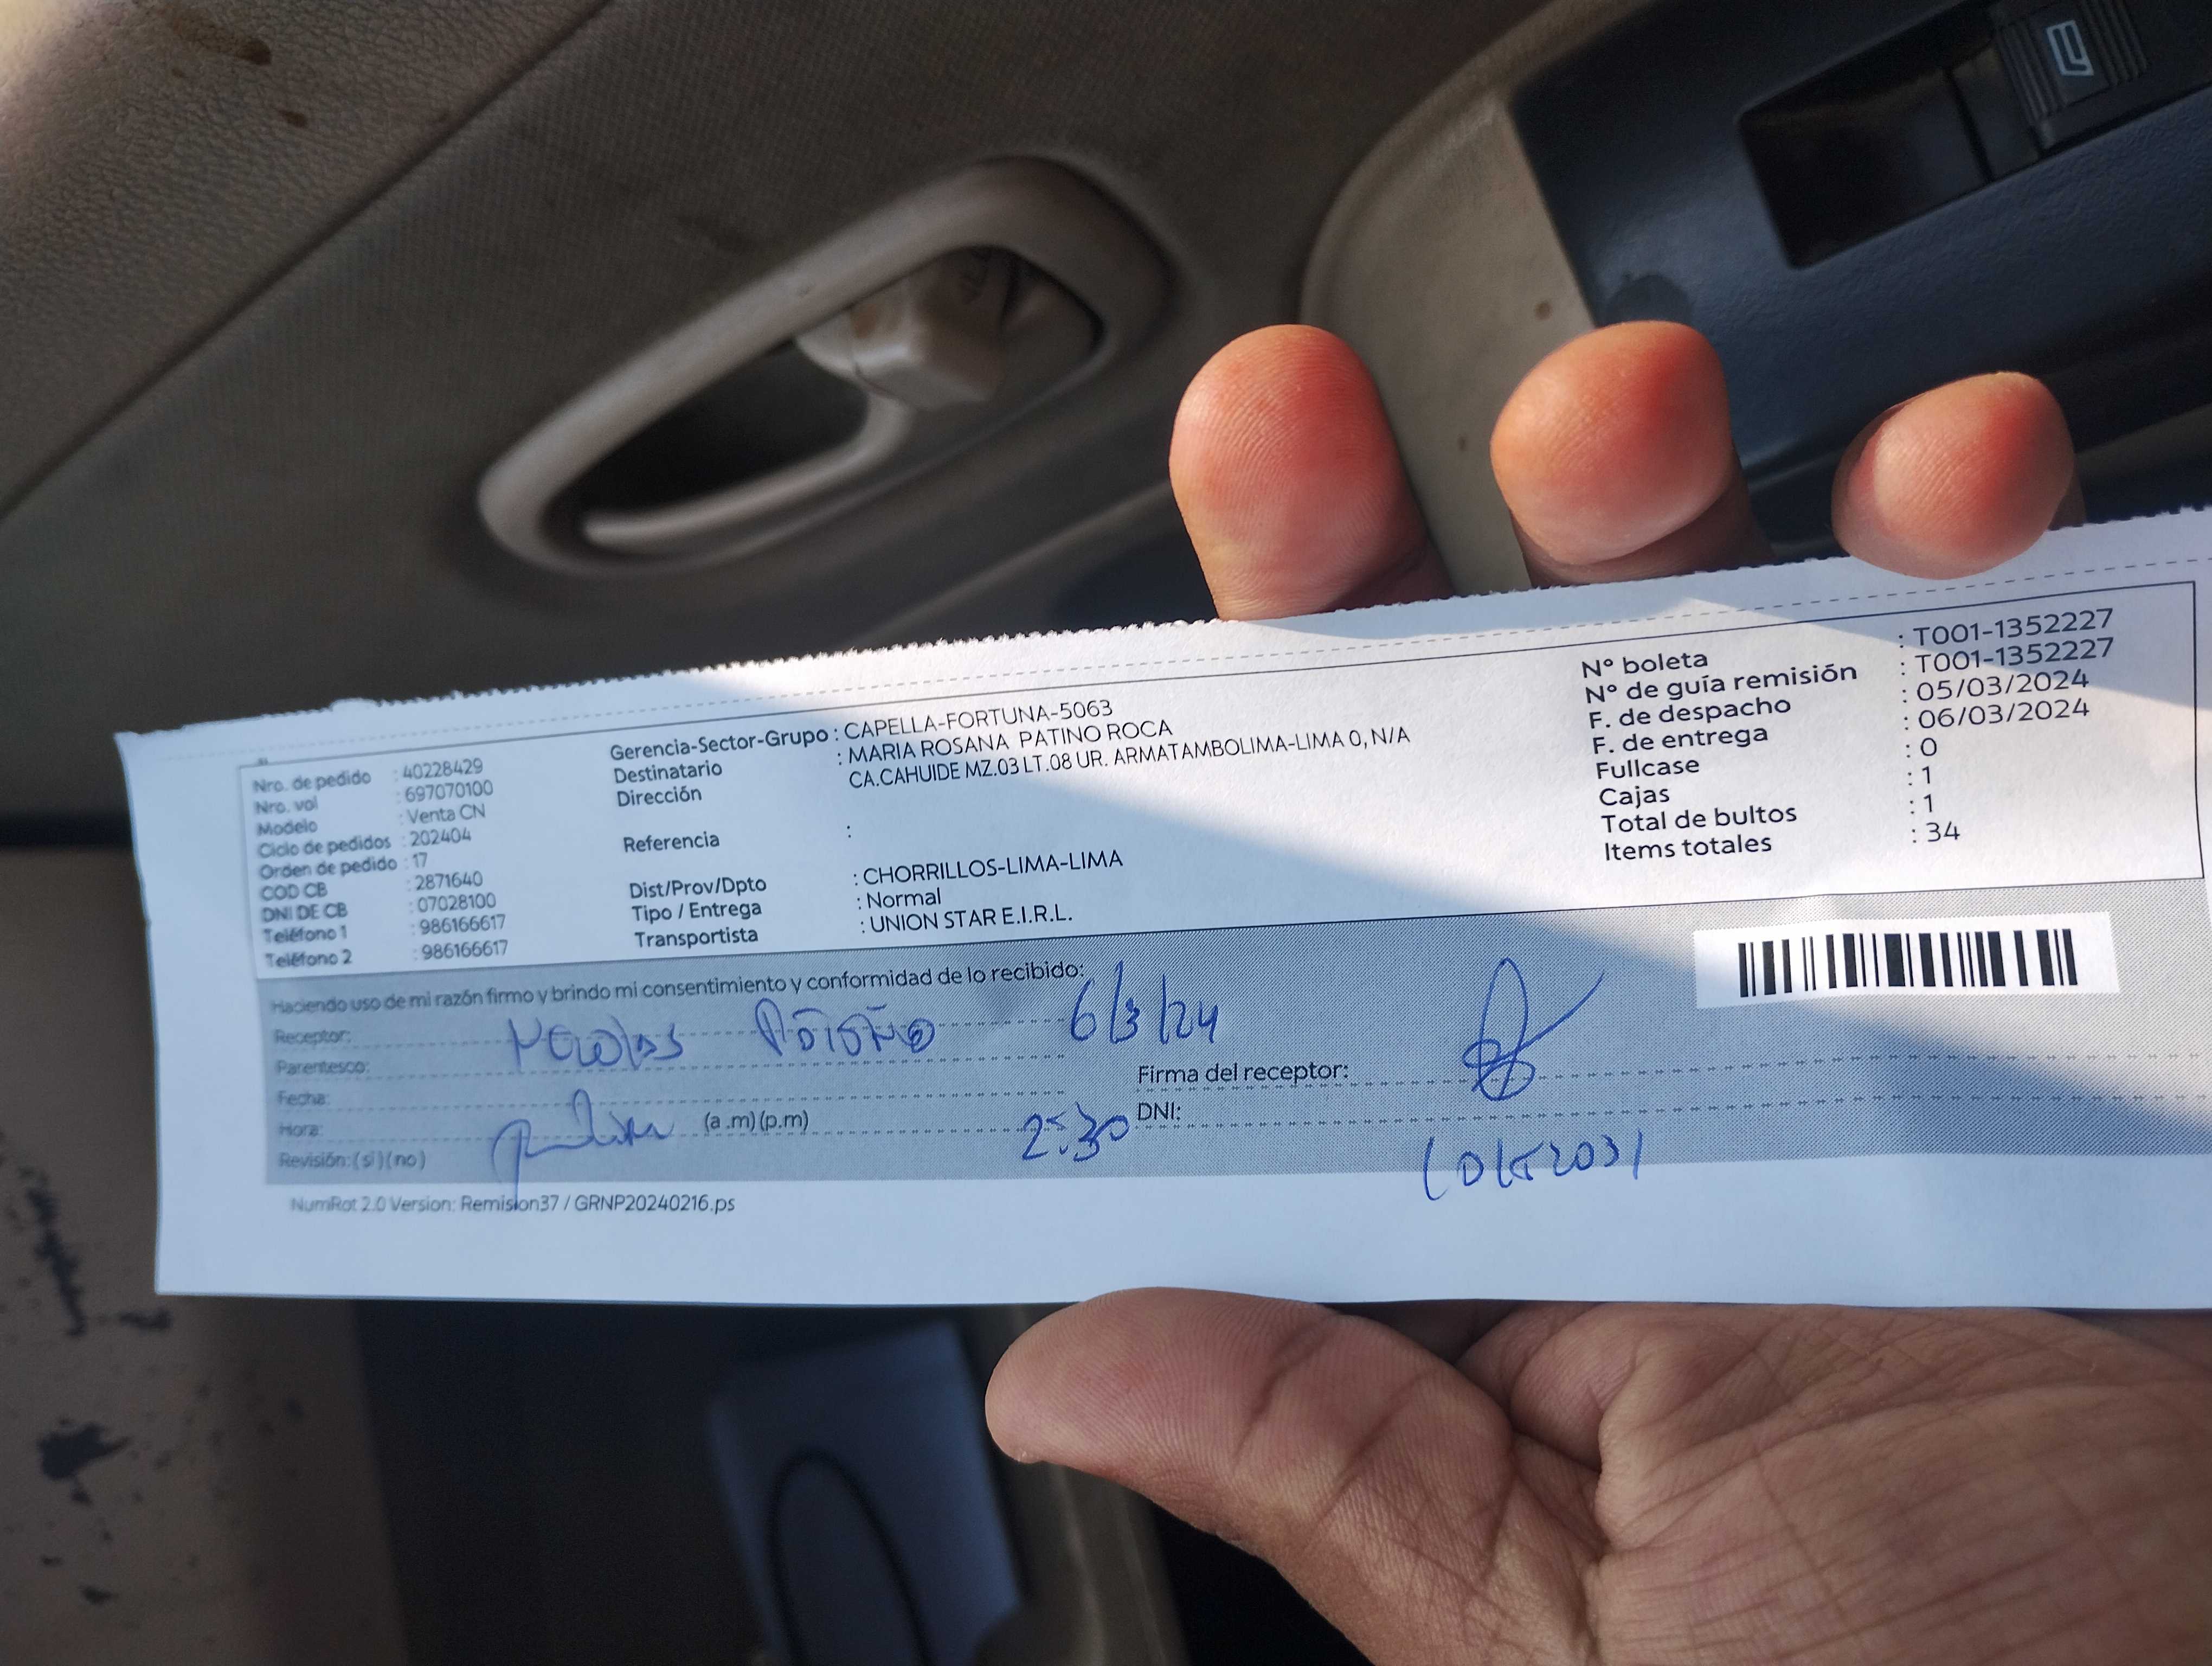 Nro. de pedido : 40228429
Nro. vol : 697070100
Modelo : Venta CN
Ciclo de pedidos : 202404
Orden de pedido : 17
COD CB : 2871640
DNI DE CB : 07028100
Teléfono 1 : 986166617
Teléfono 2 : 986166617
Gerencia-Sector-Grupo : CAPELLA-FORTUNA-5063
Destinatario : MARIA ROSANA PATINO ROCA
Dirección CA.CAHUIDE MZ.03 LT.08 UR. ARMATAMBOLIMA-LIMA 0, N/A
Referencia :
Dist/Prov/Dpto : CHORRILLOS-LIMA-LIMA
Tipo / Entrega : Normal
Transportista : UNION STAR E.I.R.L.
N° boleta : T001-1352227
N° de guía remisión : T001-1352227
F. de despacho : 05/03/2024
F. de entrega : 06/03/2024
Fullcase : 0
Cajas : 1
Total de bultos : 1
Items totales : 34
Haciendo uso de mi razón firmo y brindo mi consentimiento y conformidad de lo recibido:
Receptor: 6/3/24
Parentesco:
Fecha: Firma del receptor:
Hora: (a .m) (p.m) 2:30 DNI:
Revisión: (si) (no)
NumRot 2.0 Version: Remision37 / GRNP20240216.ps